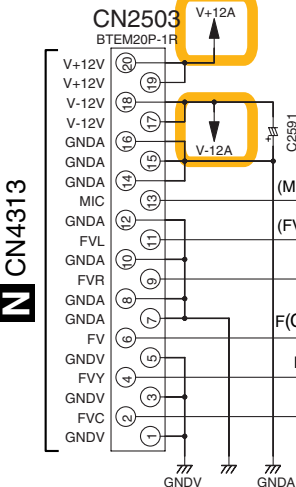 CN2503
BTEM20P-1R
V+12A
V+12V 20
V+12V 19
V-12V 18
V-12V 17
GNDA 16
GNDA 15
GNDA 14
MIC 13
GNDA 12
FVL 11
GNDA 10
FVR 9
GNDA 8
GNDA 7
FV 6
GNDV 5
FVY 4
GNDV 3
FVC 2
GNDV 1
V-12A
C2591
(M
(FV
F(
N CN4313
GNDV
GNDA